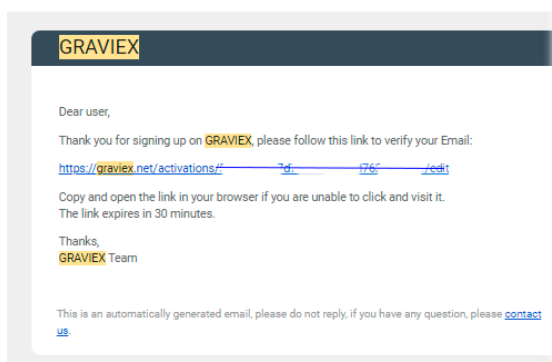 GRAVIEX
Dear user,
Thank you for signing up on GRAVIEX, please follow this link to verify your Email:
https://graviex.net/activations/ /edit
Copy and open the link in your browser if you are unable to click and visit it.
The link expires in 30 minutes.
Thanks,
GRAVIEX Team
This is an automatically generated email, please do not reply, if you have any question, please contact
us.